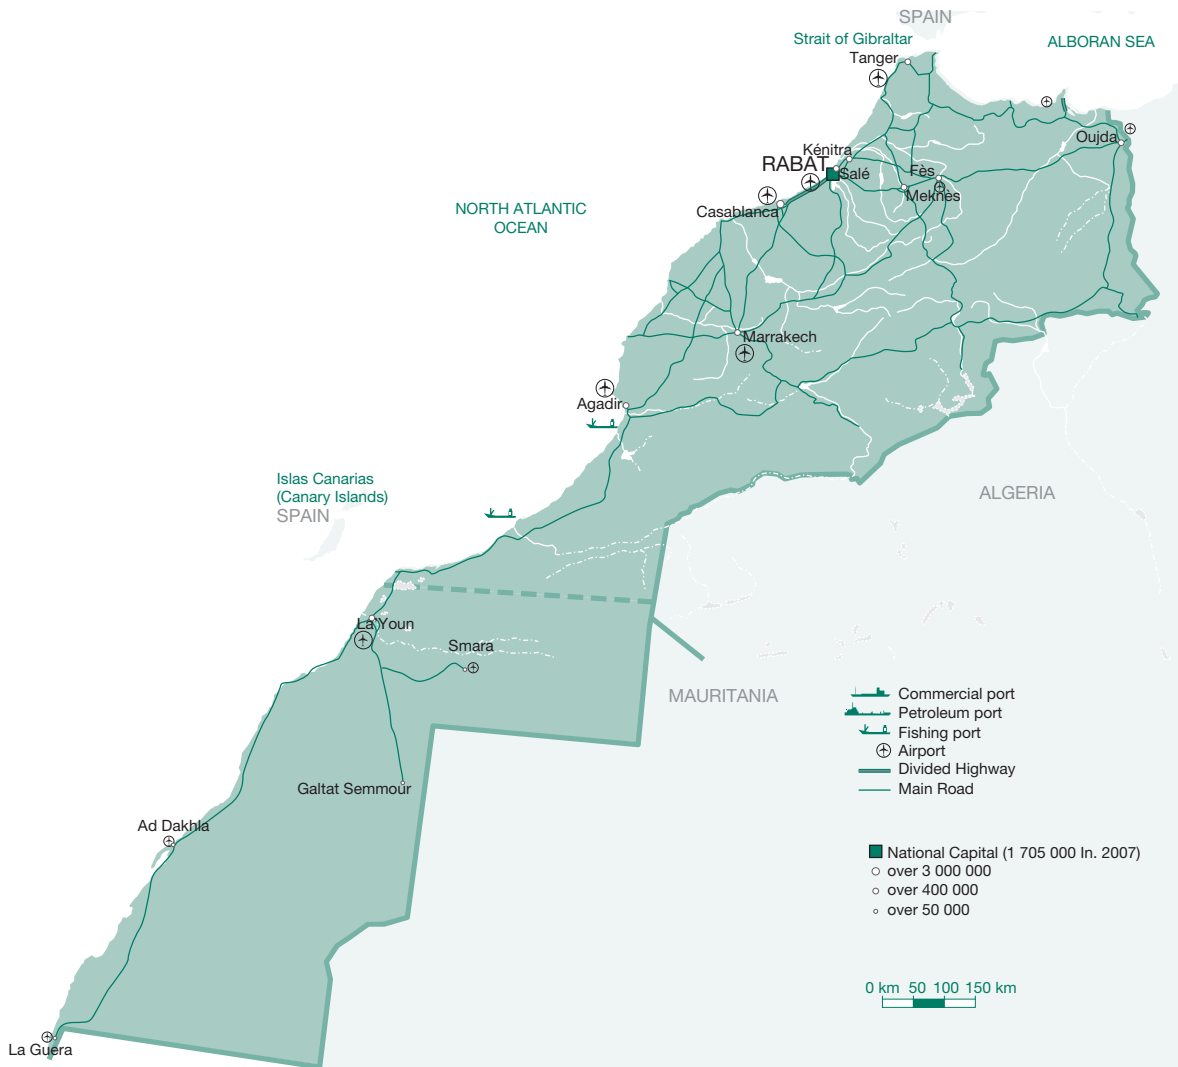 SPAIN
Strait of Gibraltar
ALBORAN SEA
Tanger
Oujda
Kénitra
RABAT
Salé
Fès
Meknès
Casablanca
NORTH ATLANTIC
OCEAN
Marrakech
Agadir
Islas Canarias
(Canary Islands)
SPAIN
ALGERIA
La'Youn
Smara
MAURITANIA
Galtat Semmour
Ad Dakhla
La Guera
Commercial port
Petroleum port
Fishing port
Airport
Divided Highway
Main Road
National Capital (1 705 000 In. 2007)
over 3 000 000
over 400 000
over 50 000
0 km 50 100 150 km